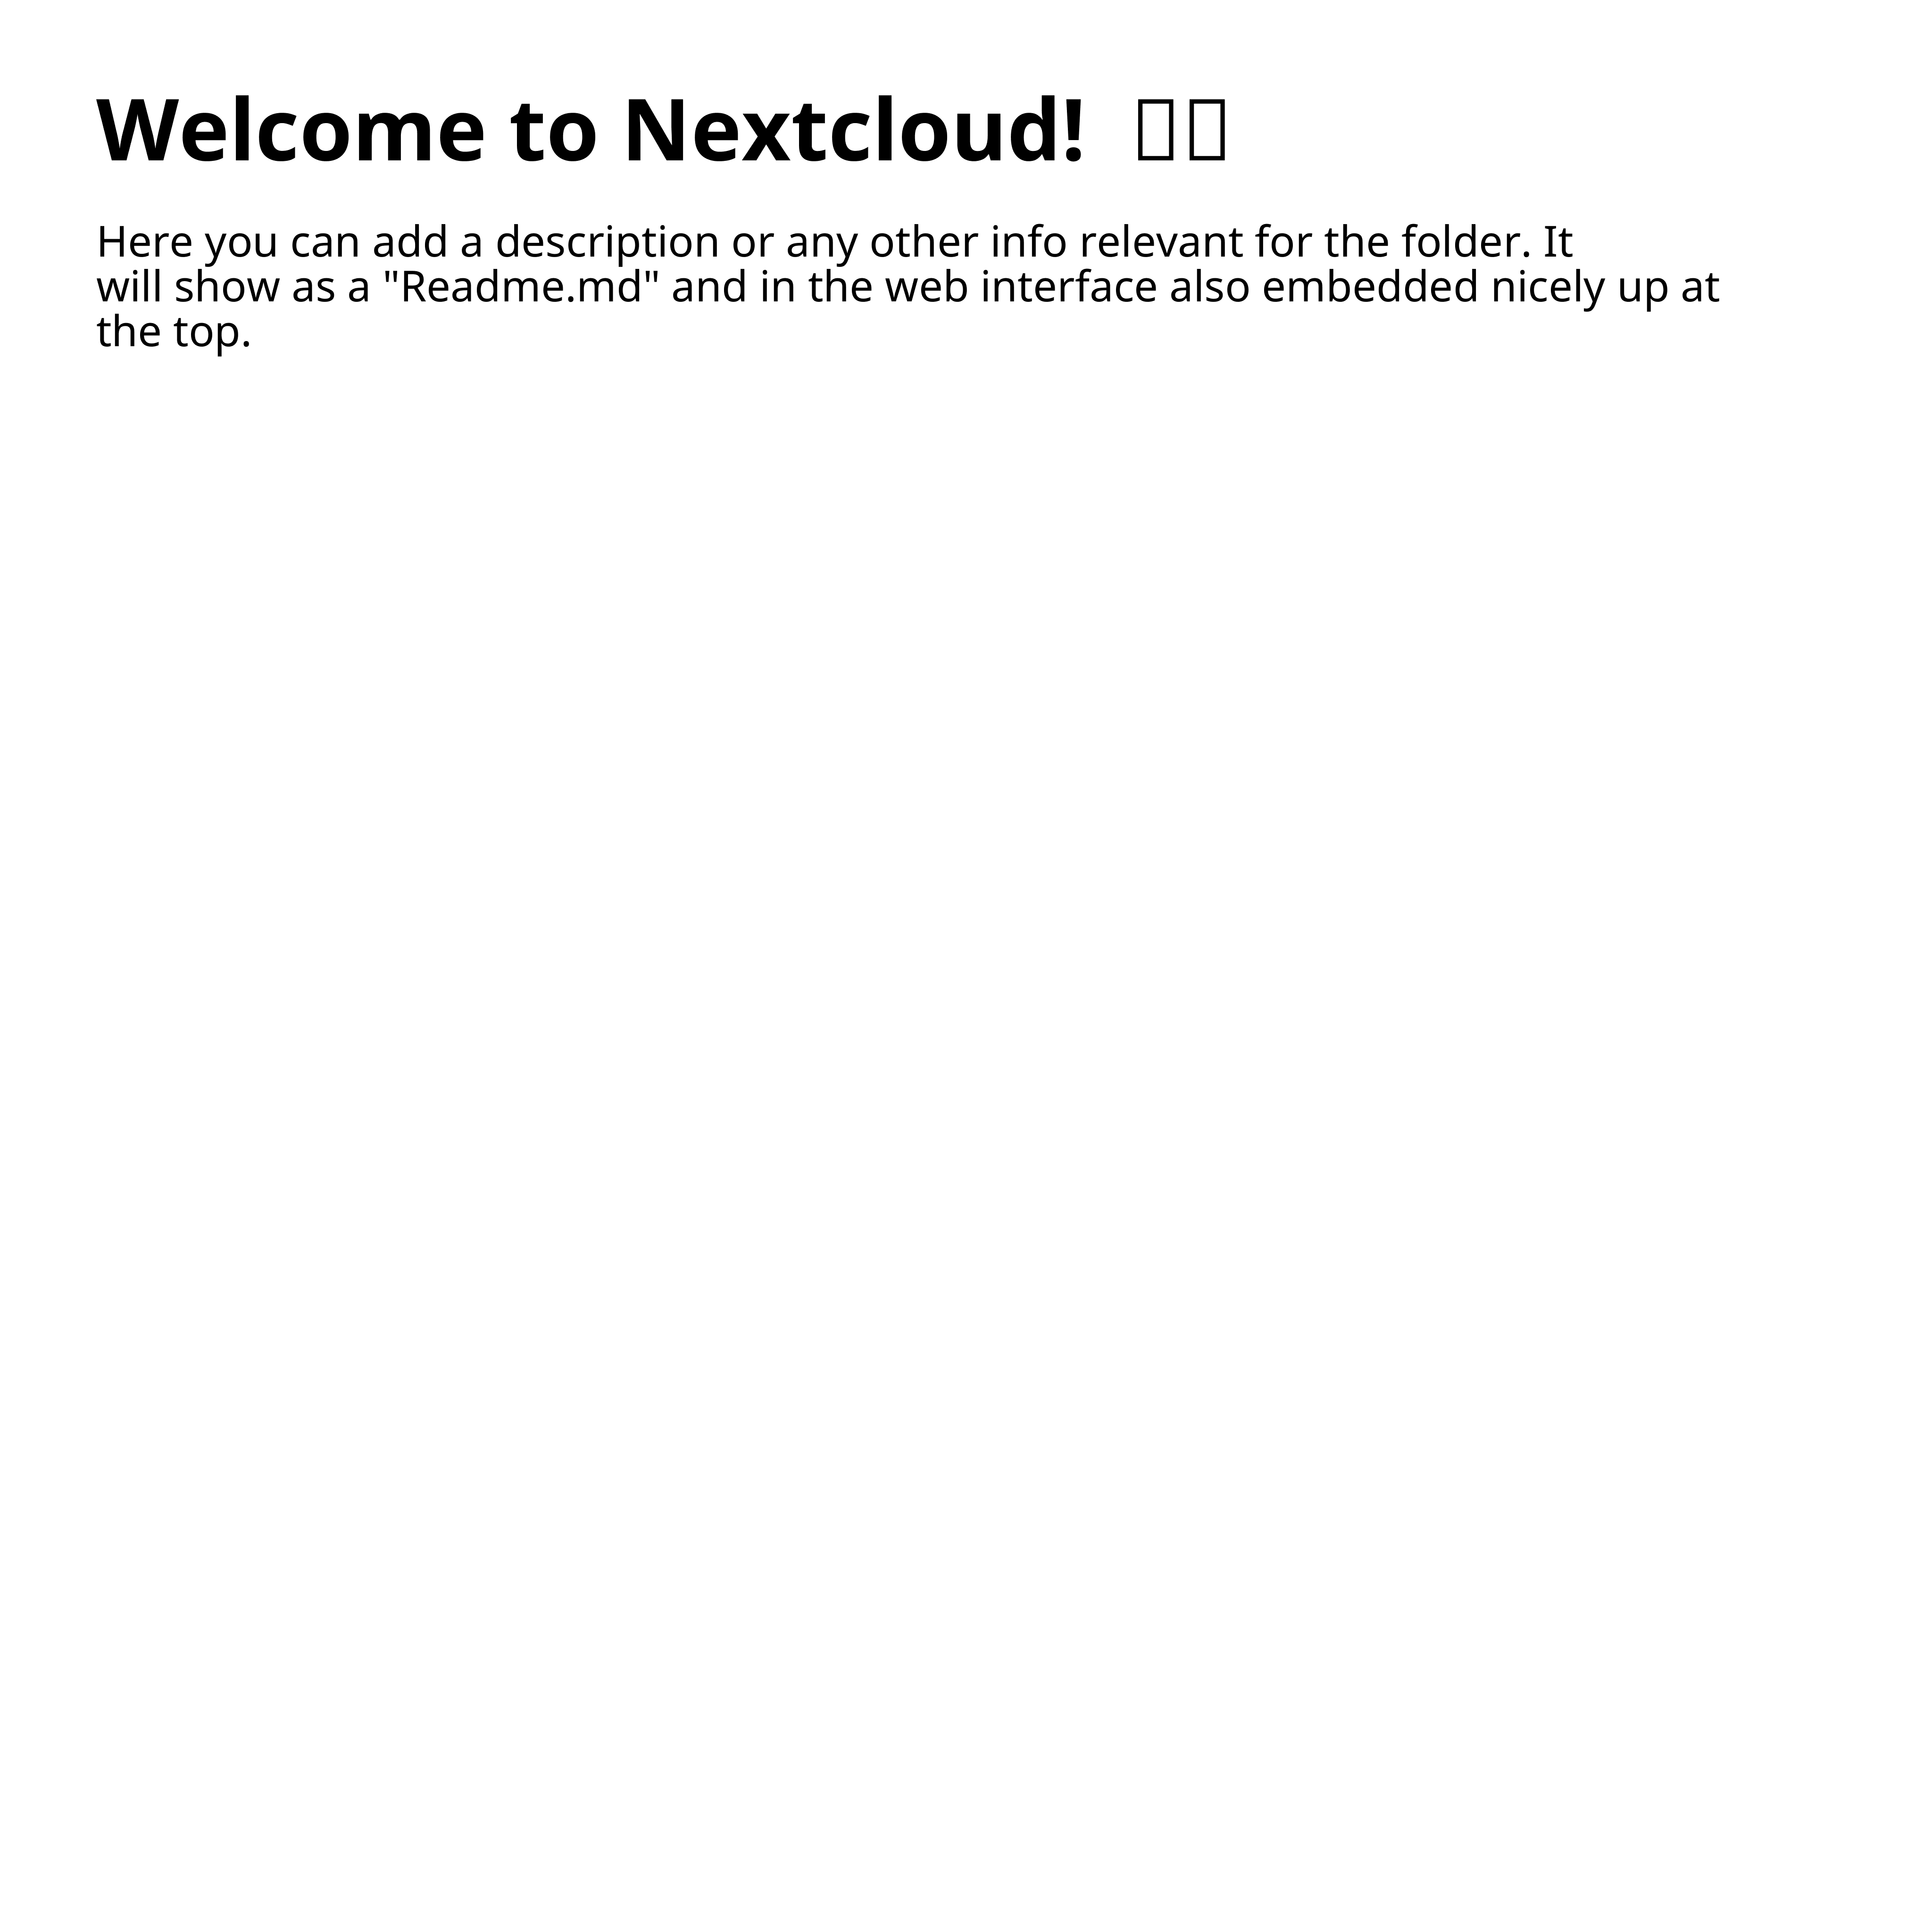 Welcome to Nextcloud! 
Here you can add a description or any other info relevant for the folder. It
will show as a "Readme.md" and in the web interface also embedded nicely up at
the top.